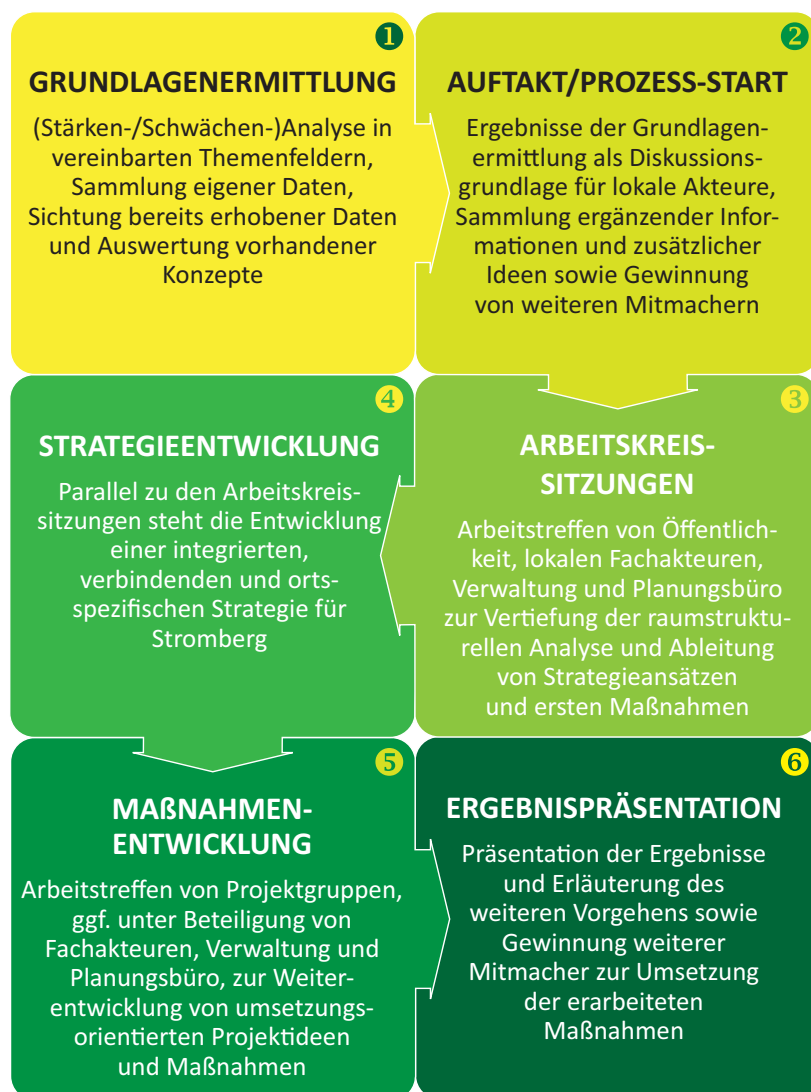 ❶
GRUNDLAGENERMITTLUNG
(Stärken-/Schwächen-)Analyse in
vereinbarten Themenfeldern,
Sammlung eigener Daten,
Sichtung bereits erhobener Daten
und Auswertung vorhandener
Konzepte
❷
AUFTAKT/PROZESS-START
Ergebnisse der Grundlagen-
ermittlung als Diskussions-
grundlage für lokale Akteure,
Sammlung ergänzender Infor-
mationen und zusätzlicher
Ideen sowie Gewinnung
von weiteren Mitmachern
❸
ARBEITSKREIS-
SITZUNGEN
Arbeitstreffen von Öffentlich-
keit, lokalen Fachakteuren,
Verwaltung und Planungsbüro
zur Vertiefung der raumstruktu-
rellen Analyse und Ableitung
von Strategieansätzen
und ersten Maßnahmen
❹
STRATEGIEENTWICKLUNG
Parallel zu den Arbeitskreis-
sitzungen steht die Entwicklung
einer integrierten,
verbindenden und orts-
spezifischen Strategie für
Stromberg
❺
MAßNAHMEN-
ENTWICKLUNG
Arbeitstreffen von Projektgruppen,
ggf. unter Beteiligung von
Fachakteuren, Verwaltung und
Planungsbüro, zur Weiter-
entwicklung von umsetzungs-
orientierten Projektideen
und Maßnahmen
❻
ERGEBNISPRÄSENTATION
Präsentation der Ergebnisse
und Erläuterung des
weiteren Vorgehens sowie
Gewinnung weiterer
Mitmacher zur Umsetzung
der erarbeiteten
Maßnahmen